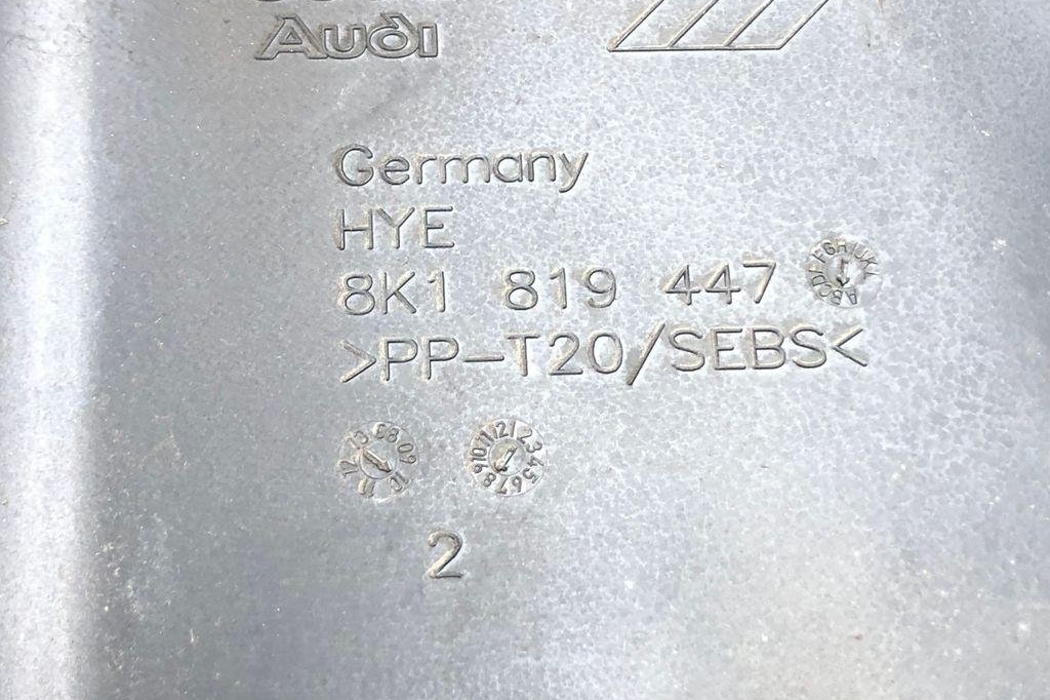 Audi
Germany
HYE
8K1 819 447
>PP-T20/SEBS<
2